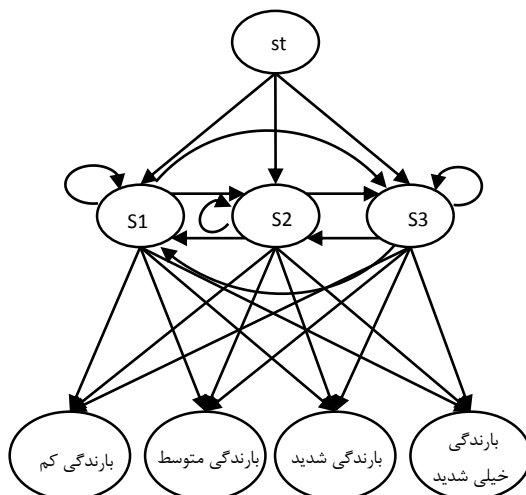 st
S1
S2
S3
بارندگی کم
بارندگی متوسط
بارندگی شدید
بارندگی
خیلی شدید